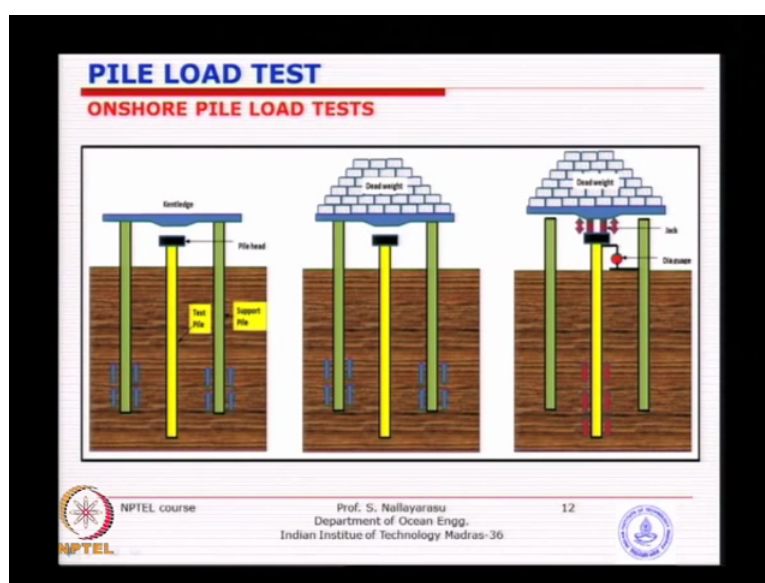 PILE LOAD TEST
ONSHORE PILE LOAD TESTS
Kentledge
Pile head
Test
Pile
Support
Pile
Dead weight
Dead weight
Jack
Dia guage
NPTEL course
Prof. S. Nallayarasu
Department of Ocean Engg.
Indian Institue of Technology Madras-36
12
NPTEL